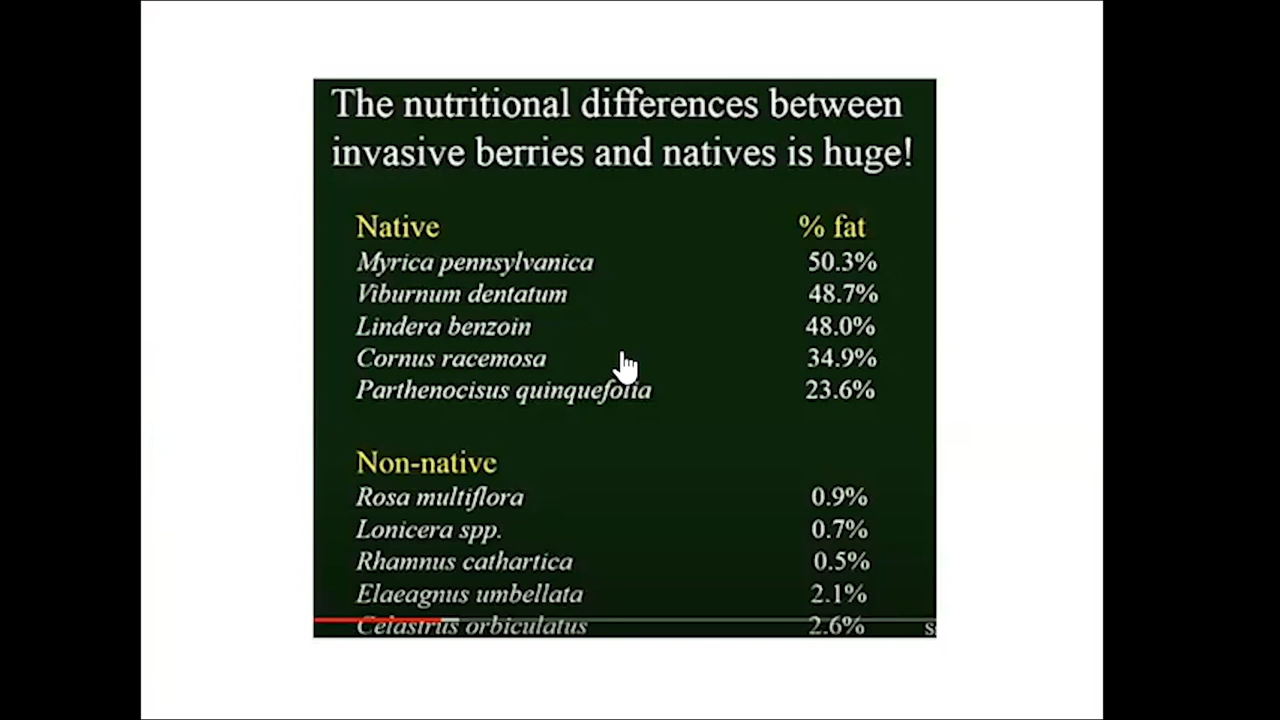 The nutritional differences between
invasive berries and natives is huge!
Native % fat
Myrica pennsylvanica 50.3%
Viburnum dentatum 48.7%
Lindera benzoin 48.0%
Cornus racemosa 34.9%
Parthenocisus quinquefolia 23.6%
Non-native
Rosa multiflora 0.9%
Lonicera spp. 0.7%
Rhamnus cathartica 0.5%
Elaeagnus umbellata 2.1%
Celastrus orbiculatus 2.6%